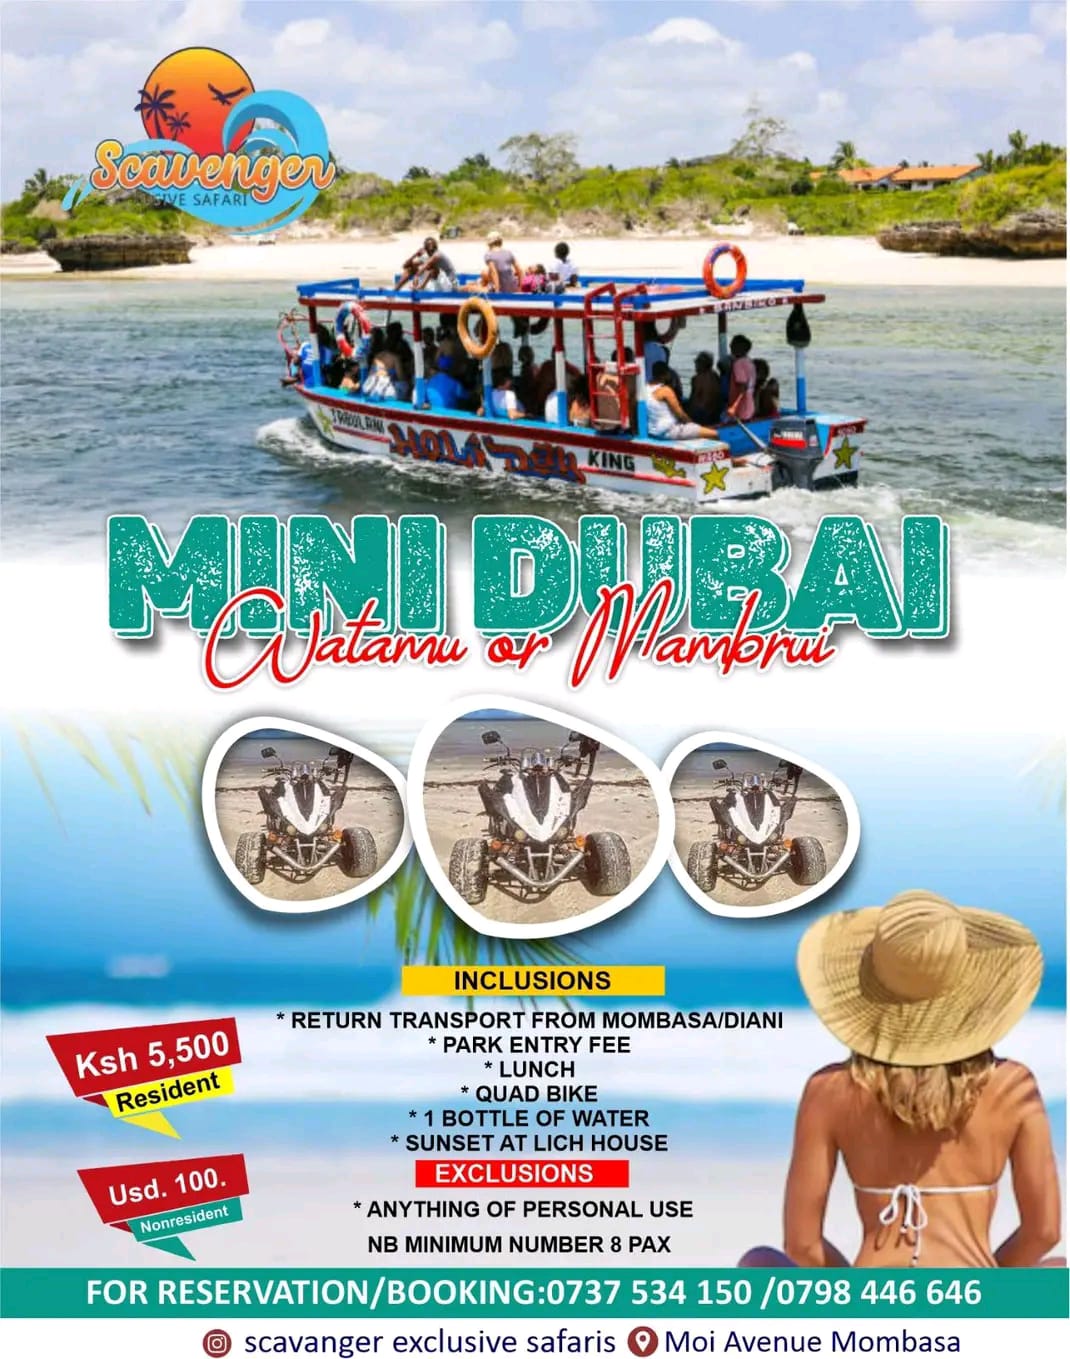 Scavenger
SIVE SAFARI
BANBINO
JABULANI HOLA KING
MINI DUBAI
Watamu or Mambrui
INCLUSIONS
* RETURN TRANSPORT FROM MOMBASA/DIANI
* PARK ENTRY FEE
* LUNCH
* QUAD BIKE
* 1 BOTTLE OF WATER
* SUNSET AT LICH HOUSE
EXCLUSIONS
* ANYTHING OF PERSONAL USE
NB MINIMUM NUMBER 8 PAX
Ksh 5,500
Resident
Usd. 100.
Nonresident
FOR RESERVATION/BOOKING:0737 534 150 /0798 446 646
scavanger exclusive safaris Moi Avenue Mombasa